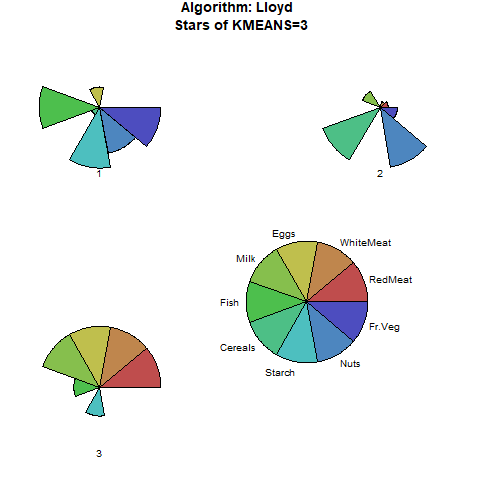 Algorithm: Lloyd
Stars of KMEANS=3
1
2
Eggs
WhiteMeat
Milk
RedMeat
Fish
Fr.Veg
Cereals
Nuts
Starch
3